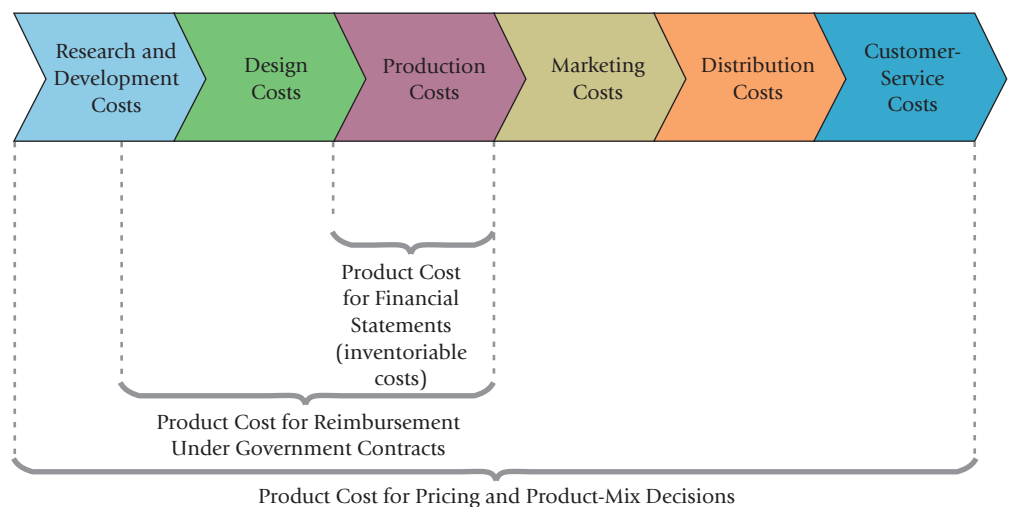 Research and
Development
Costs
Design
Costs
Production
Costs
Marketing
Costs
Distribution
Costs
Customer-
Service
Costs
Product Cost
for Financial
Statements
(inventoriable
costs)
Product Cost for Reimbursement
Under Government Contracts
Product Cost for Pricing and Product-Mix Decisions